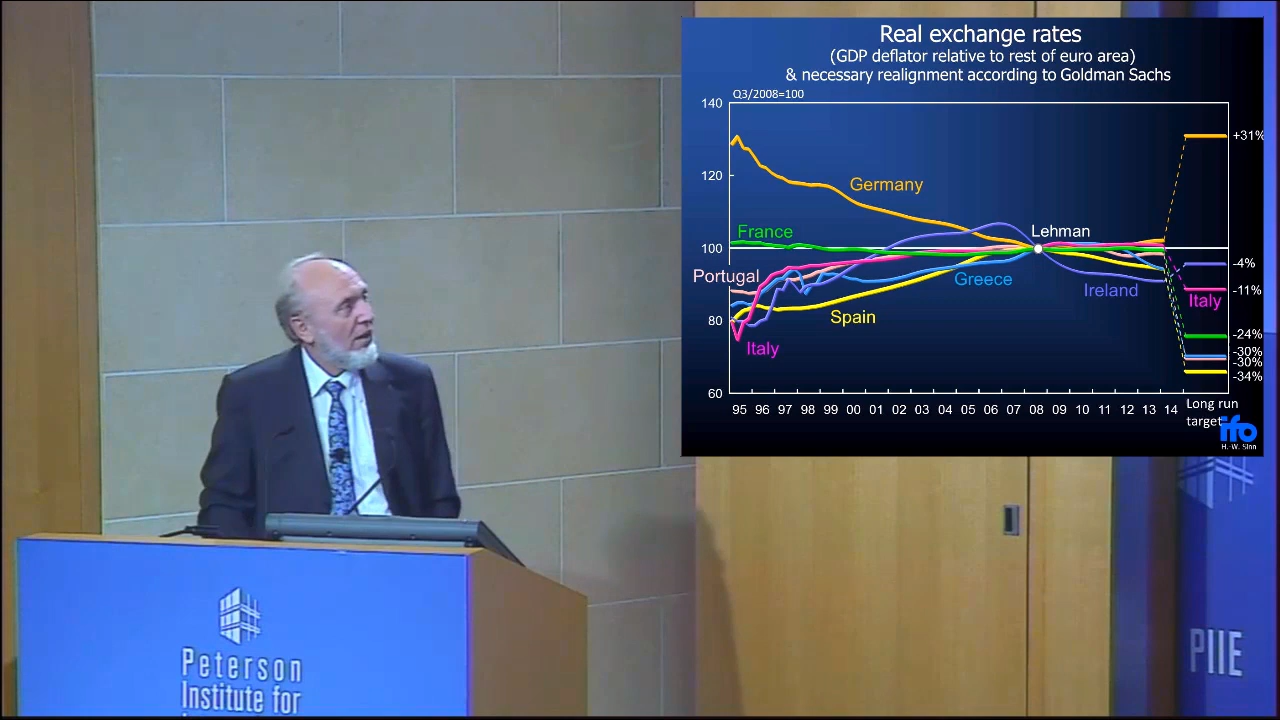 Real exchange rates
(GDP deflator relative to rest of euro area)
& necessary realignment according to Goldman Sachs
Q3/2008=100
140
120
100
80
60
Germany
France
Lehman
Portugal
Greece
Ireland
Spain
Italy
+31%
-4%
-11%
Italy
-24%
-30%
-30%
-34%
95 96 97 98 99 00 01 02 03 04 05 06 07 08 09 10 11 12 13 14
Long run
target
ifo
H.-W. Sinn
Peterson
Institute for
PIIE